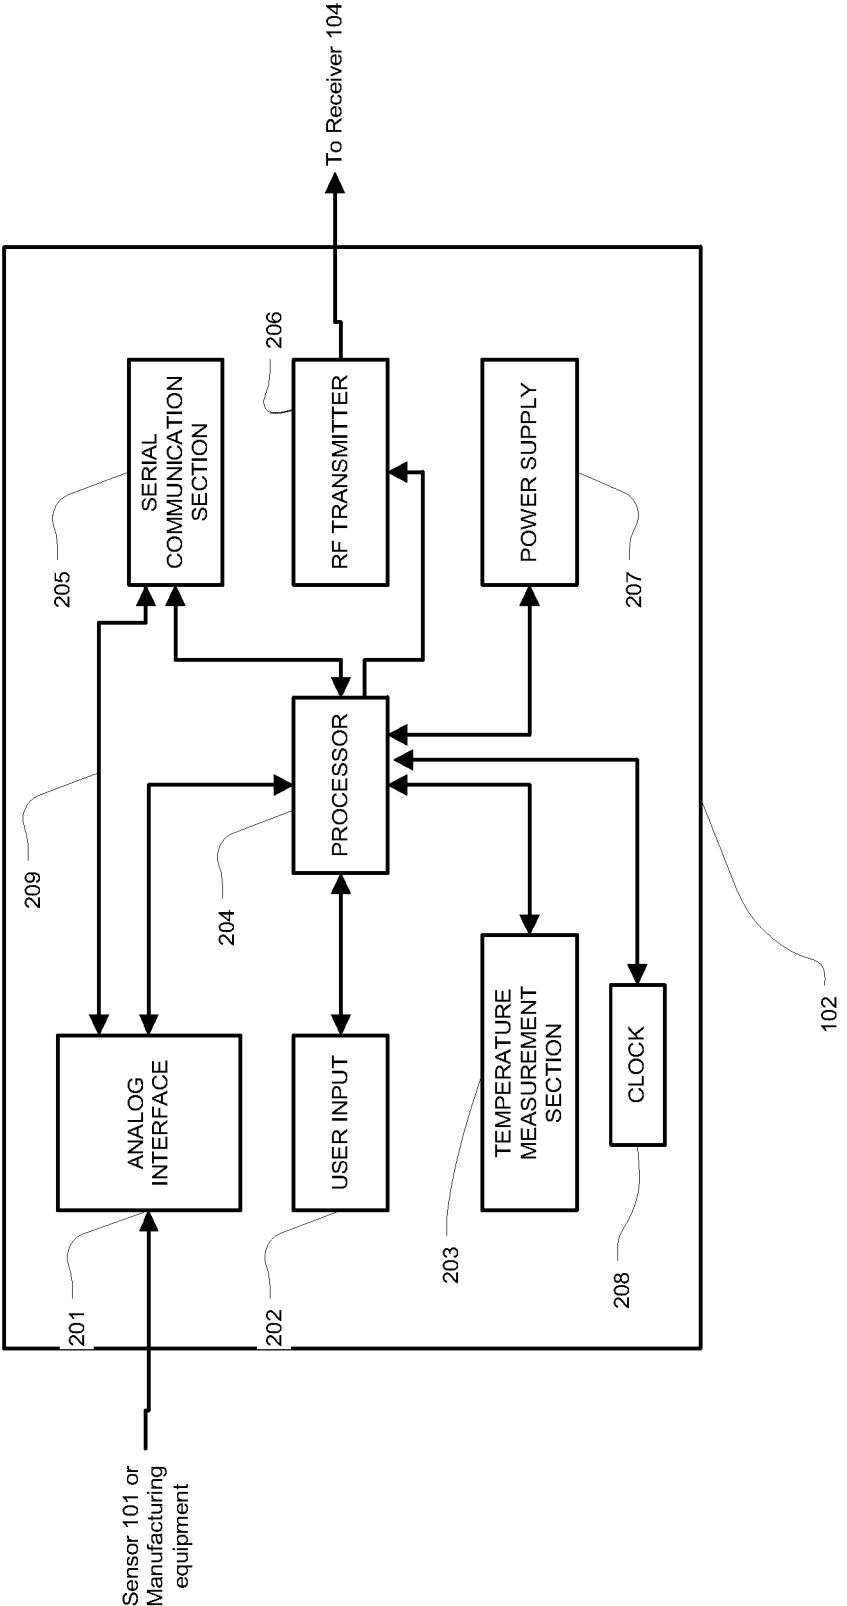 Sensor 101 or
Manufacturing
equipment
201
ANALOG
INTERFACE
209
205
SERIAL
COMMUNICATION
SECTION
202
USER INPUT
204
PROCESSOR
206
RF TRANSMITTER
To Receiver 104
203
TEMPERATURE
MEASUREMENT
SECTION
207
POWER SUPPLY
208
CLOCK
102